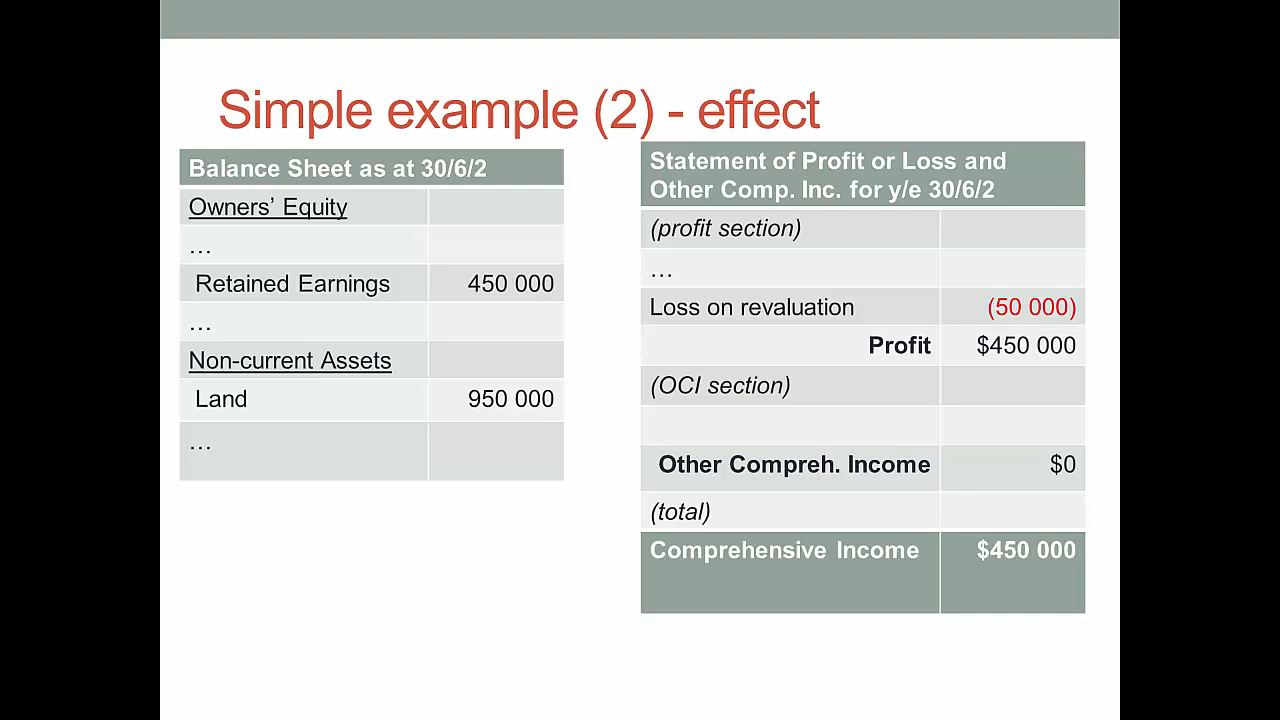 Simple example (2) - effect
Balance Sheet as at 30/6/2
Owners’ Equity
…
Retained Earnings 450 000
…
Non-current Assets
Land 950 000
…
Statement of Profit or Loss and
Other Comp. Inc. for y/e 30/6/2
(profit section)
…
Loss on revaluation (50 000)
Profit $450 000
(OCI section)
Other Compreh. Income $0
(total)
Comprehensive Income $450 000